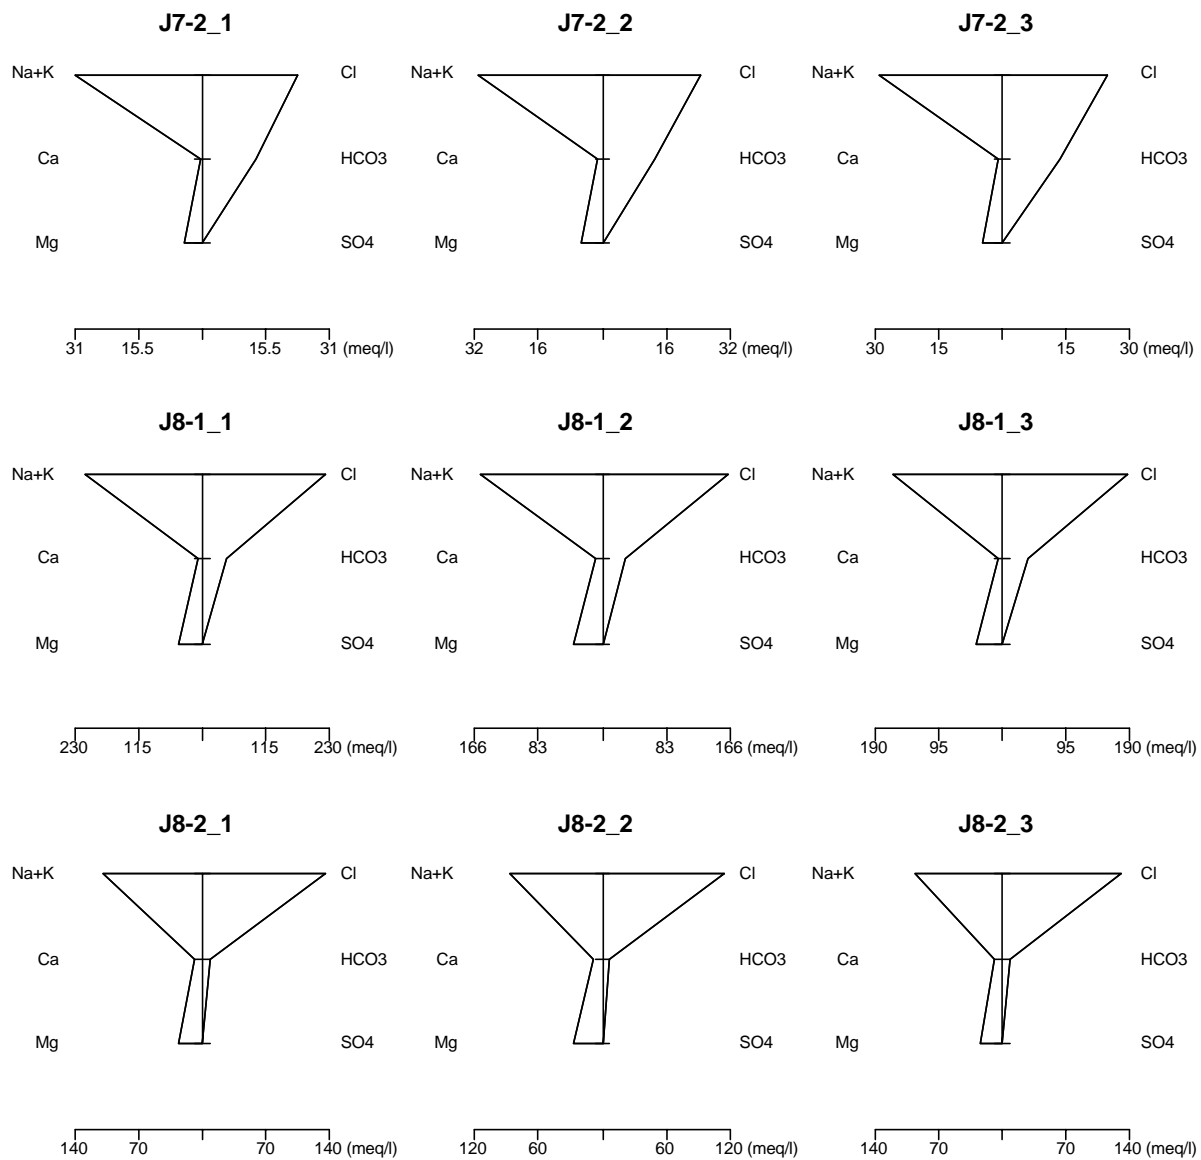 J7-2_1 J7-2_2 J7-2_3
Na+K Cl Na+K Cl Na+K Cl
Ca HCO3 Ca HCO3 Ca HCO3
Mg SO4 Mg SO4 Mg SO4
31 15.5 15.5 31 (meq/l) 32 16 16 32 (meq/l) 30 15 15 30 (meq/l)
J8-1_1 J8-1_2 J8-1_3
Na+K Cl Na+K Cl Na+K Cl
Ca HCO3 Ca HCO3 Ca HCO3
Mg SO4 Mg SO4 Mg SO4
230 115 115 230 (meq/l) 166 83 83 166 (meq/l) 190 95 95 190 (meq/l)
J8-2_1 J8-2_2 J8-2_3
Na+K Cl Na+K Cl Na+K Cl
Ca HCO3 Ca HCO3 Ca HCO3
Mg SO4 Mg SO4 Mg SO4
140 70 70 140 (meq/l) 120 60 60 120 (meq/l) 140 70 70 140 (meq/l)